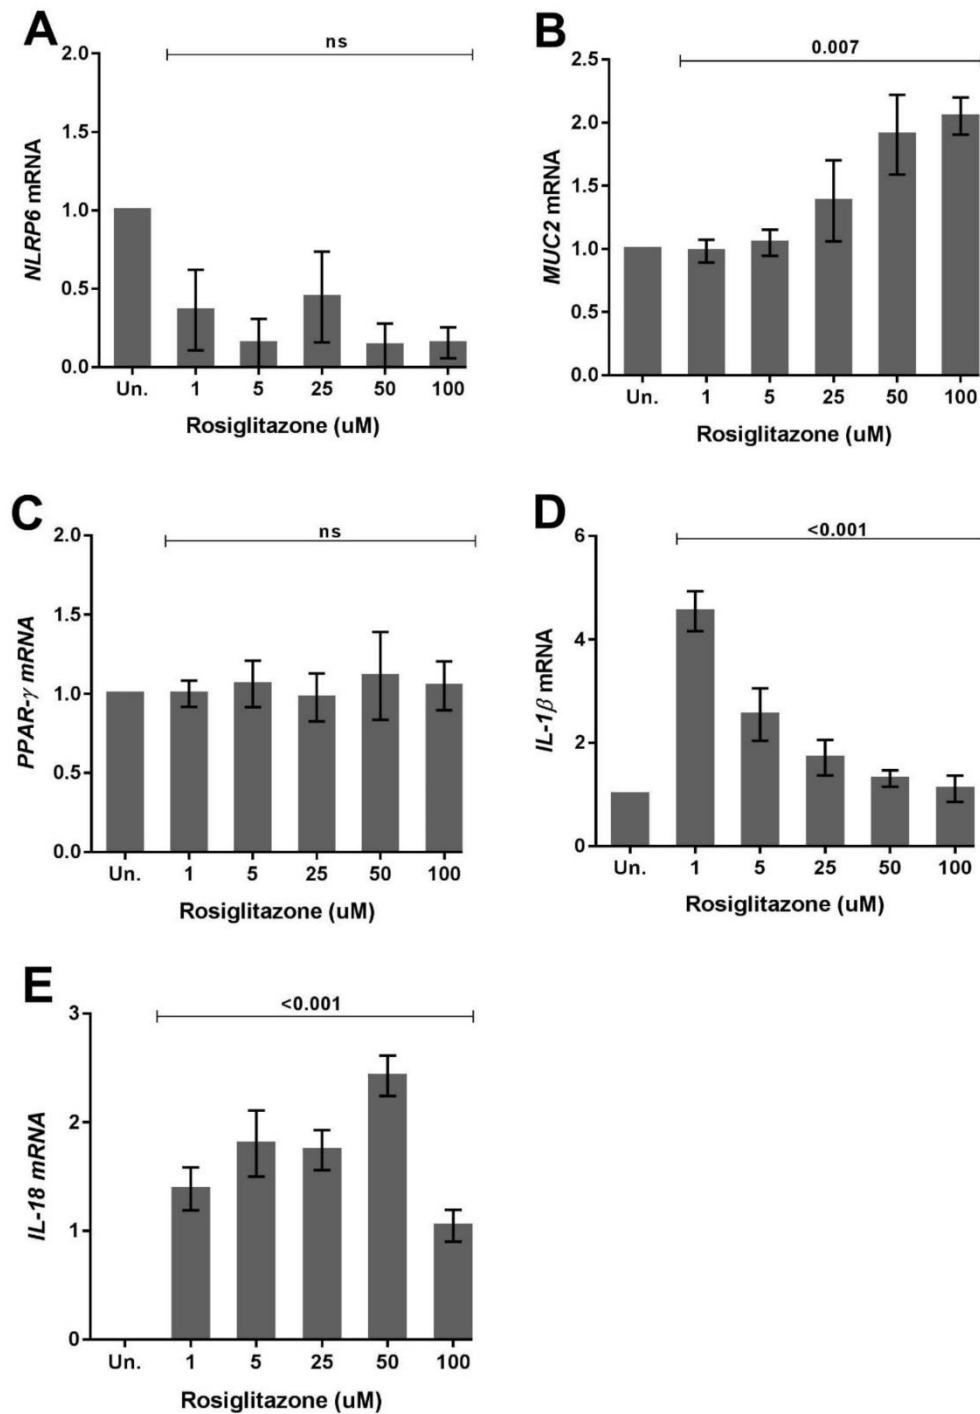 A
ns
2.0
1.5
1.0
0.5
0.0
NLRP6 mRNA
Un. 1 5 25 50 100
Rosiglitazone (uM)
B
0.007
2.5
2.0
1.5
1.0
0.5
0.0
MUC2 mRNA
Un. 1 5 25 50 100
Rosiglitazone (uM)
C
ns
2.0
1.5
1.0
0.5
0.0
PPAR-γ mRNA
Un. 1 5 25 50 100
Rosiglitazone (uM)
D
<0.001
6
4
2
0
IL-1β mRNA
Un. 1 5 25 50 100
Rosiglitazone (uM)
E
<0.001
3
2
1
0
IL-18 mRNA
Un. 1 5 25 50 100
Rosiglitazone (uM)